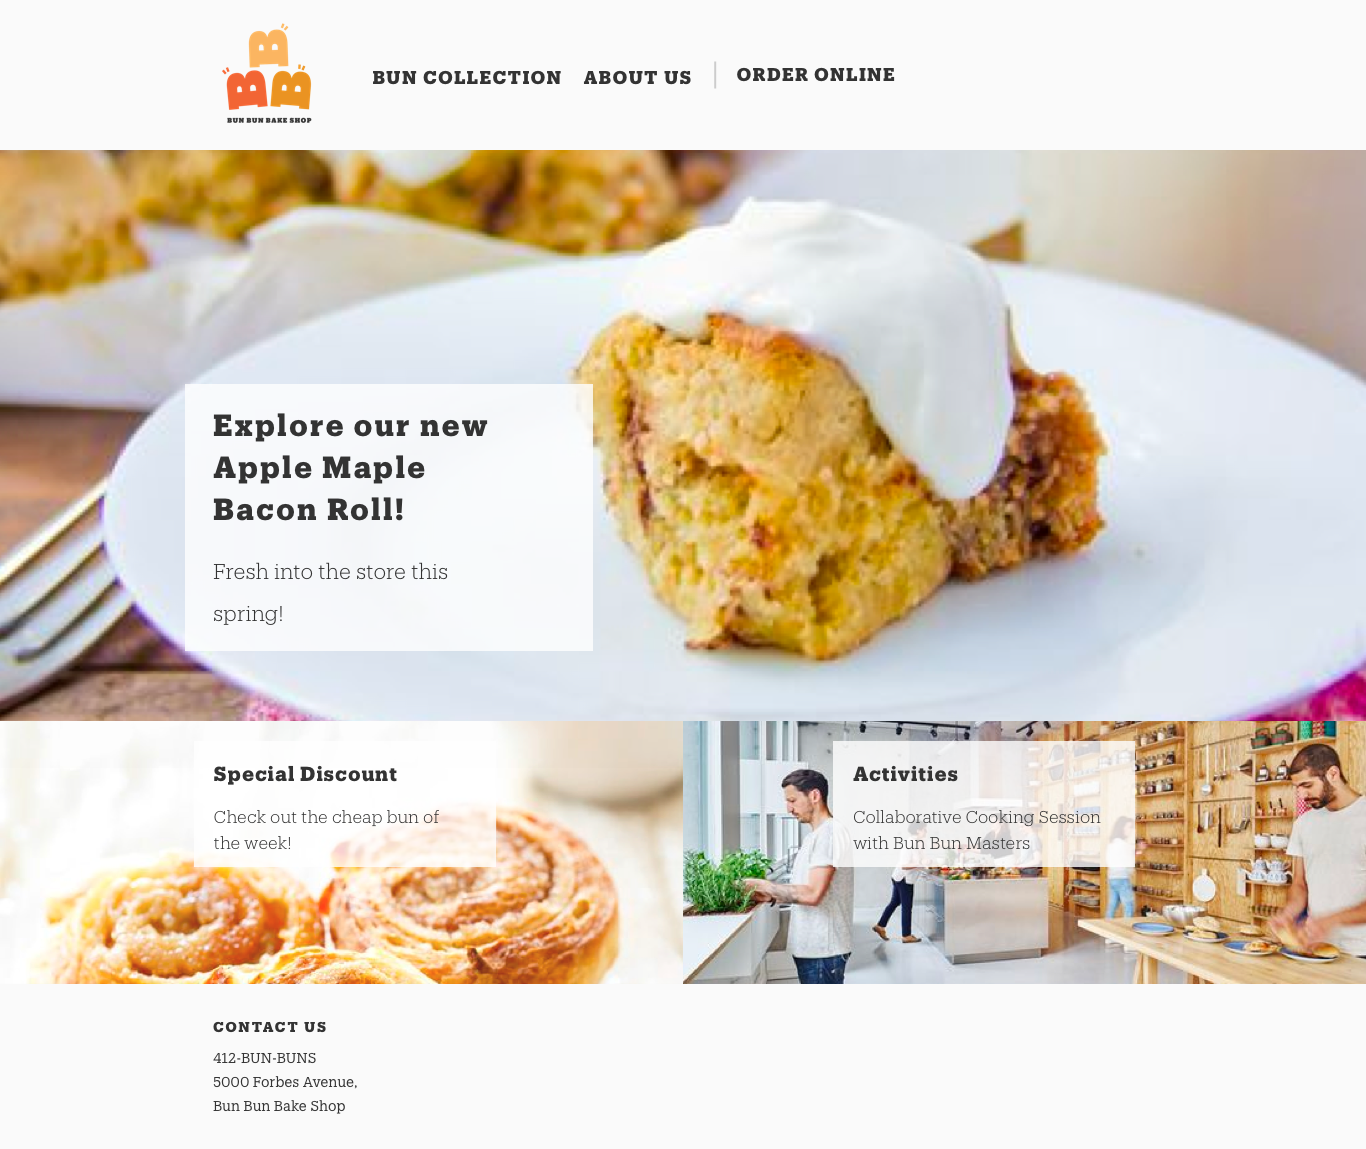 BUN BUN BAKE SHOP
BUN COLLECTION ABOUT US ORDER ONLINE
Explore our new
Apple Maple
Bacon Roll!
Fresh into the store this
spring!
Special Discount
Check out the cheap bun of
the week!
Activities
Collaborative Cooking Session
with Bun Bun Masters
CONTACT US
412-BUN-BUNS
5000 Forbes Avenue,
Bun Bun Bake Shop